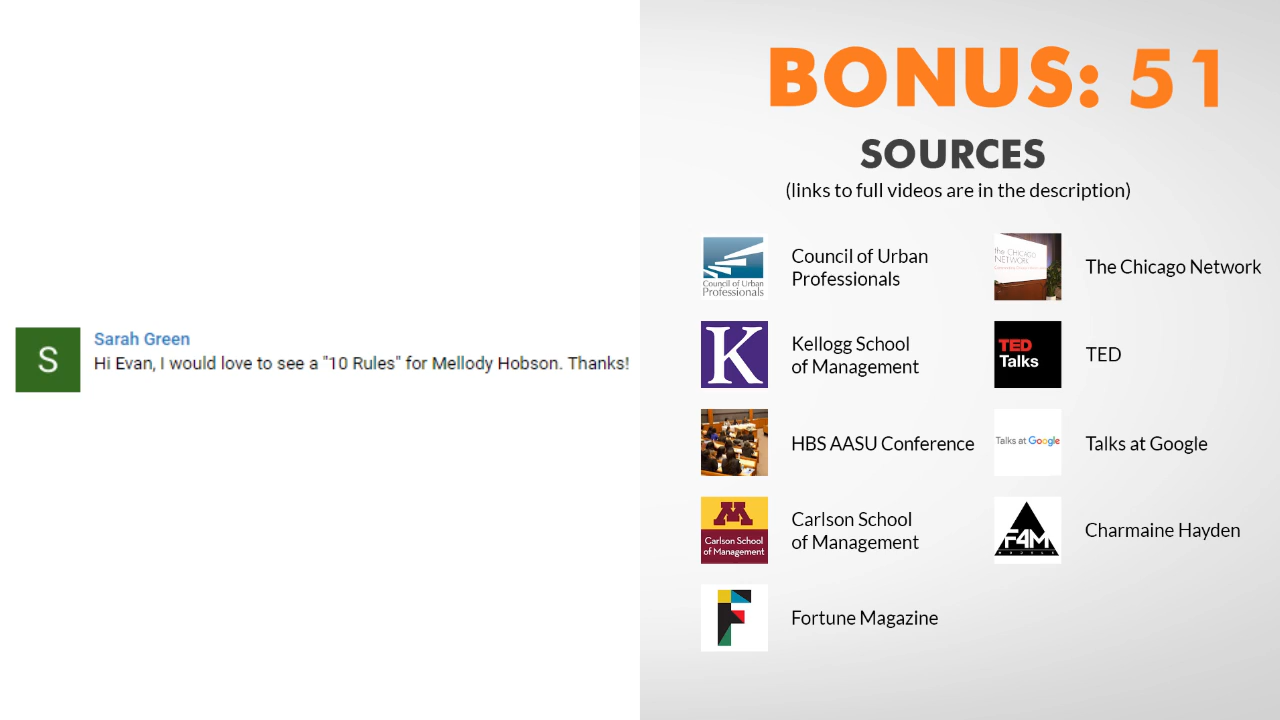 S
Sarah Green
Hi Evan, I would love to see a "10 Rules" for Mellody Hobson. Thanks!
BONUS: 51
SOURCES
(links to full videos are in the description)
Council of Urban
Professionals
Council of Urban
Professionals
the CHICAGO
NETWORK
The Chicago Network
K
Kellogg School
of Management
TED
Talks
TED
HBS AASU Conference
Talks at Google
Talks at Google
M
Carlson School
of Management
Carlson School
of Management
F4M
Charmaine Hayden
F
Fortune Magazine